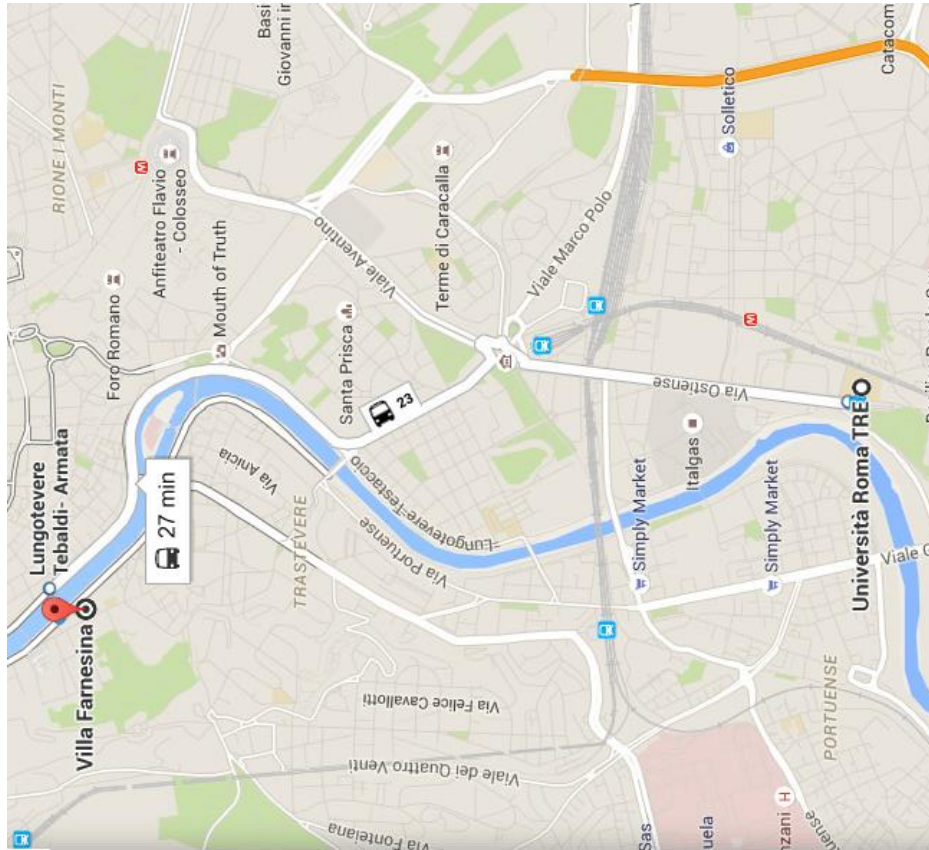 RIONE I MONTI
Anfiteatro Flavio
- Colosseo
Foro Romano
Mouth of Truth
Viale Aventino
Terme di Caracalla
Santa Prisca
Viale Marco Polo
Solletico
Catacom
Basi
Giovanni in
Lungotevere
Tebaldi - Armata
27 min
23
Villa Farnesina
Via Anicia
TRASTEVERE
Lungotevere-Testaccio
Via Portuense
Via Ostiense
Italgas
Simply Market
Simply Market
Università Roma TRE
Viale
Via Felice Cavallotti
Viale dei Quattro Venti
Via Fonteiana
PORTUENSE
Sas
uela
nzani
H
M
M